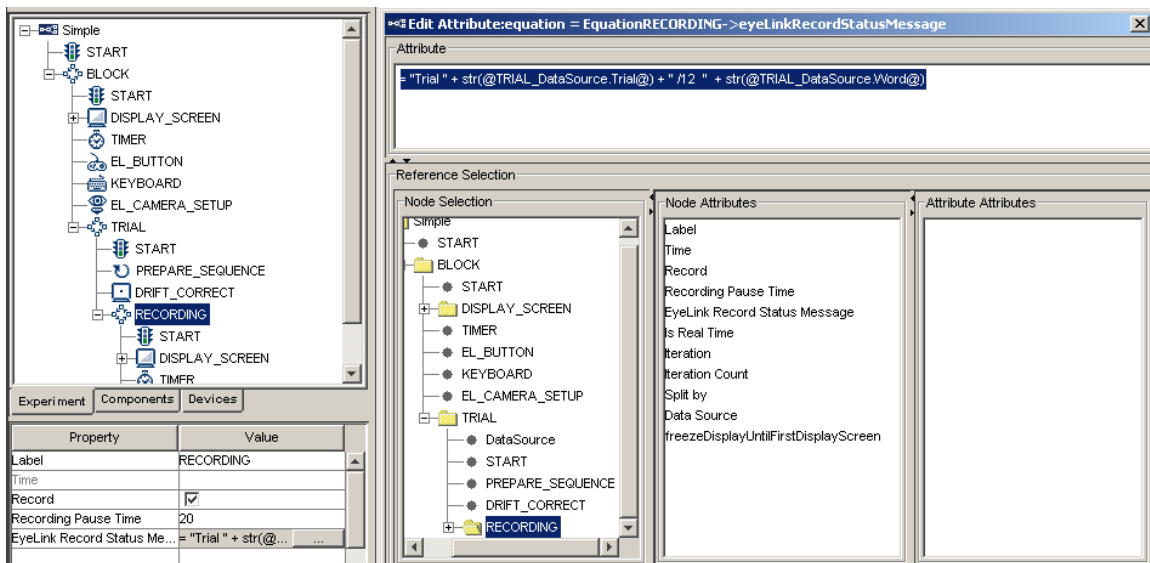 Simple
START
BLOCK
START
DISPLAY_SCREEN
TIMER
EL_BUTTON
KEYBOARD
EL_CAMERA_SETUP
TRIAL
START
PREPARE_SEQUENCE
DRIFT_CORRECT
RECORDING
START
DISPLAY_SCREEN
TIMER
Experiment Components Devices
Property Value
Label RECORDING
Time
Record
Recording Pause Time 20
EyeLink Record Status Me... = "Trial " + str(@... ...
Edit Attribute:equation = EquationRECORDING->eyeLinkRecordStatusMessage
Attribute
= "Trial " + str(@TRIAL_DataSource.Trial@) + " /12  "  + str(@TRIAL_DataSource.Word@)
Reference Selection
Node Selection
Simple
START
BLOCK
START
DISPLAY_SCREEN
TIMER
EL_BUTTON
KEYBOARD
EL_CAMERA_SETUP
TRIAL
DataSource
START
PREPARE_SEQUENCE
DRIFT_CORRECT
RECORDING
Node Attributes
Label
Time
Record
Recording Pause Time
EyeLink Record Status Message
Is Real Time
Iteration
Iteration Count
Split by
Data Source
freezeDisplayUntilFirstDisplayScreen
Attribute Attributes